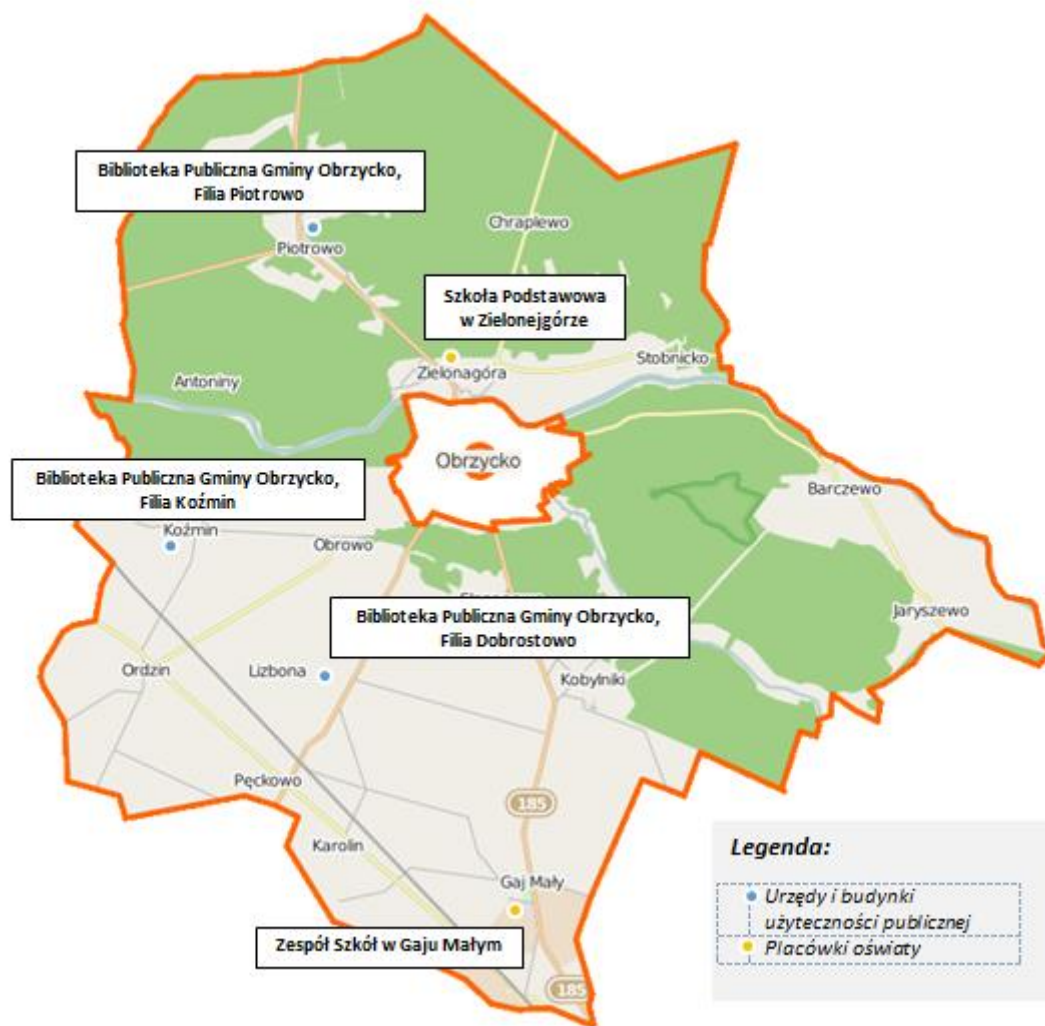 Biblioteka Publiczna Gminy Obrzycko,
Filia Piotrowo
Chraplewo
Piotrowo
Szkoła Podstawowa
w Zielonejgórze
Stobnicko
Zielonagóra
Antoniny
Obrzycko
Biblioteka Publiczna Gminy Obrzycko,
Filia Koźmin
Barczewo
Koźmin
Obrowo
Biblioteka Publiczna Gminy Obrzycko,
Filia Dobrostowo
Jaryszewo
Ordzin
Lizbona
Kobylniki
Pęckowo
185
Karolin
Gaj Mały
Zespół Szkół w Gaju Małym
185
Legenda:
Urzędy i budynki
użyteczności publicznej
Placówki oświaty